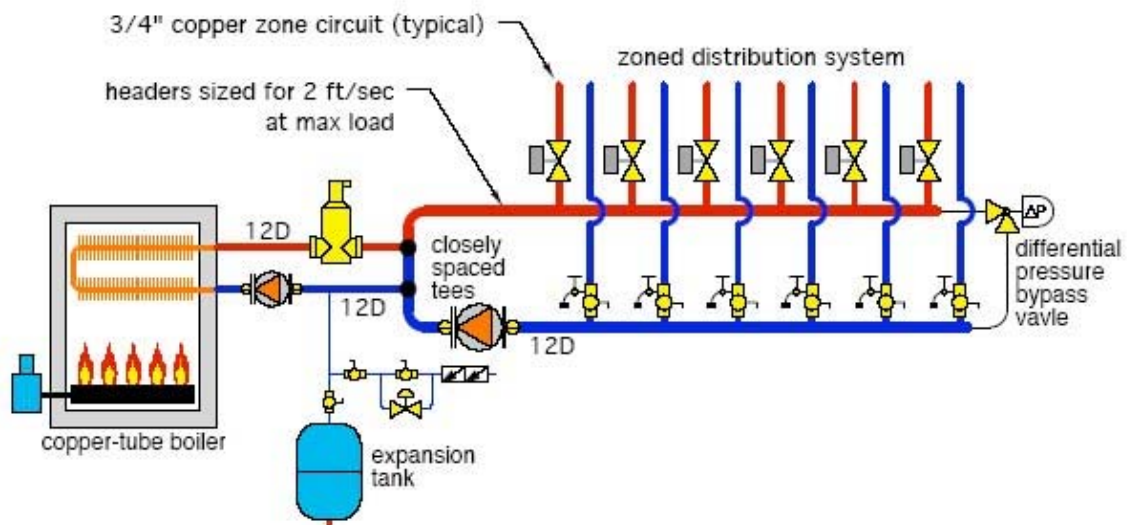 3/4" copper zone circuit (typical)
zoned distribution system
headers sized for 2 ft/sec
at max load
12D
closely
spaced
tees
ΔP
differential
pressure
bypass
vavle
12D
12D
copper-tube boiler
expansion
tank